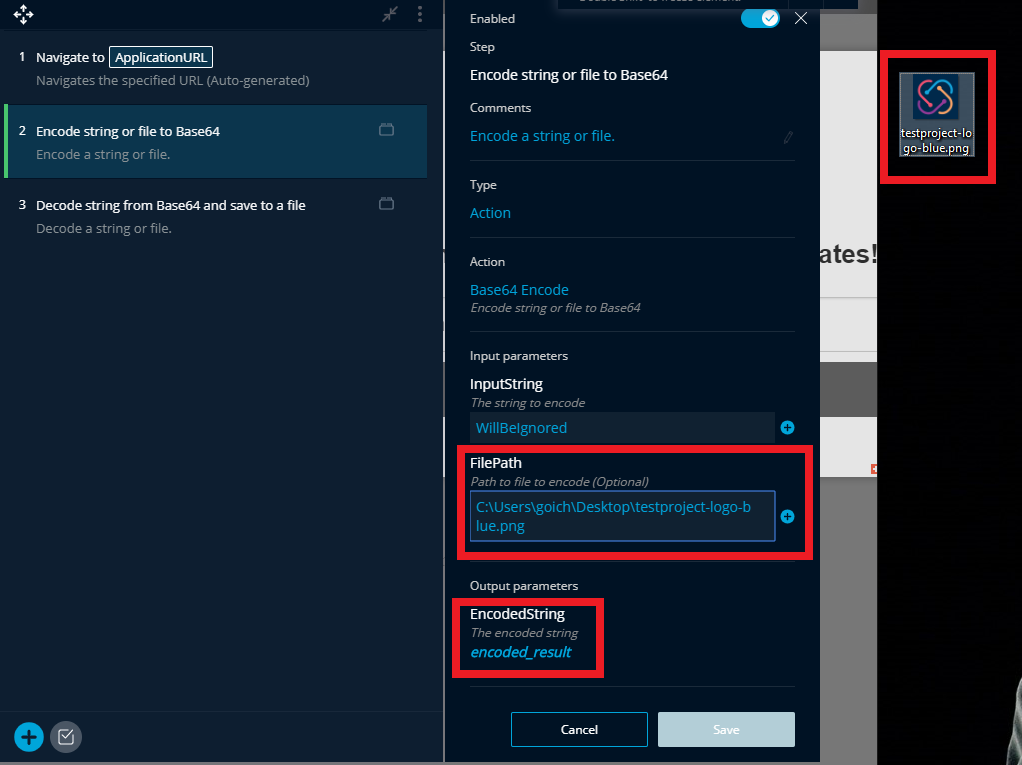 1 Navigate to ApplicationURL
Navigates the specified URL (Auto-generated)
2 Encode string or file to Base64
Encode a string or file.
3 Decode string from Base64 and save to a file
Decode a string or file.
Enabled
Step
Encode string or file to Base64
Comments
Encode a string or file.
Type
Action
Action
Base64 Encode
Encode string or file to Base64
Input parameters
InputString
The string to encode
WillBeIgnored
FilePath
Path to file to encode (Optional)
C:\Users\goich\Desktop\testproject-logo-b
lue.png
Output parameters
EncodedString
The encoded string
encoded_result
Cancel
Save
ates!
testproject-lo
go-blue.png